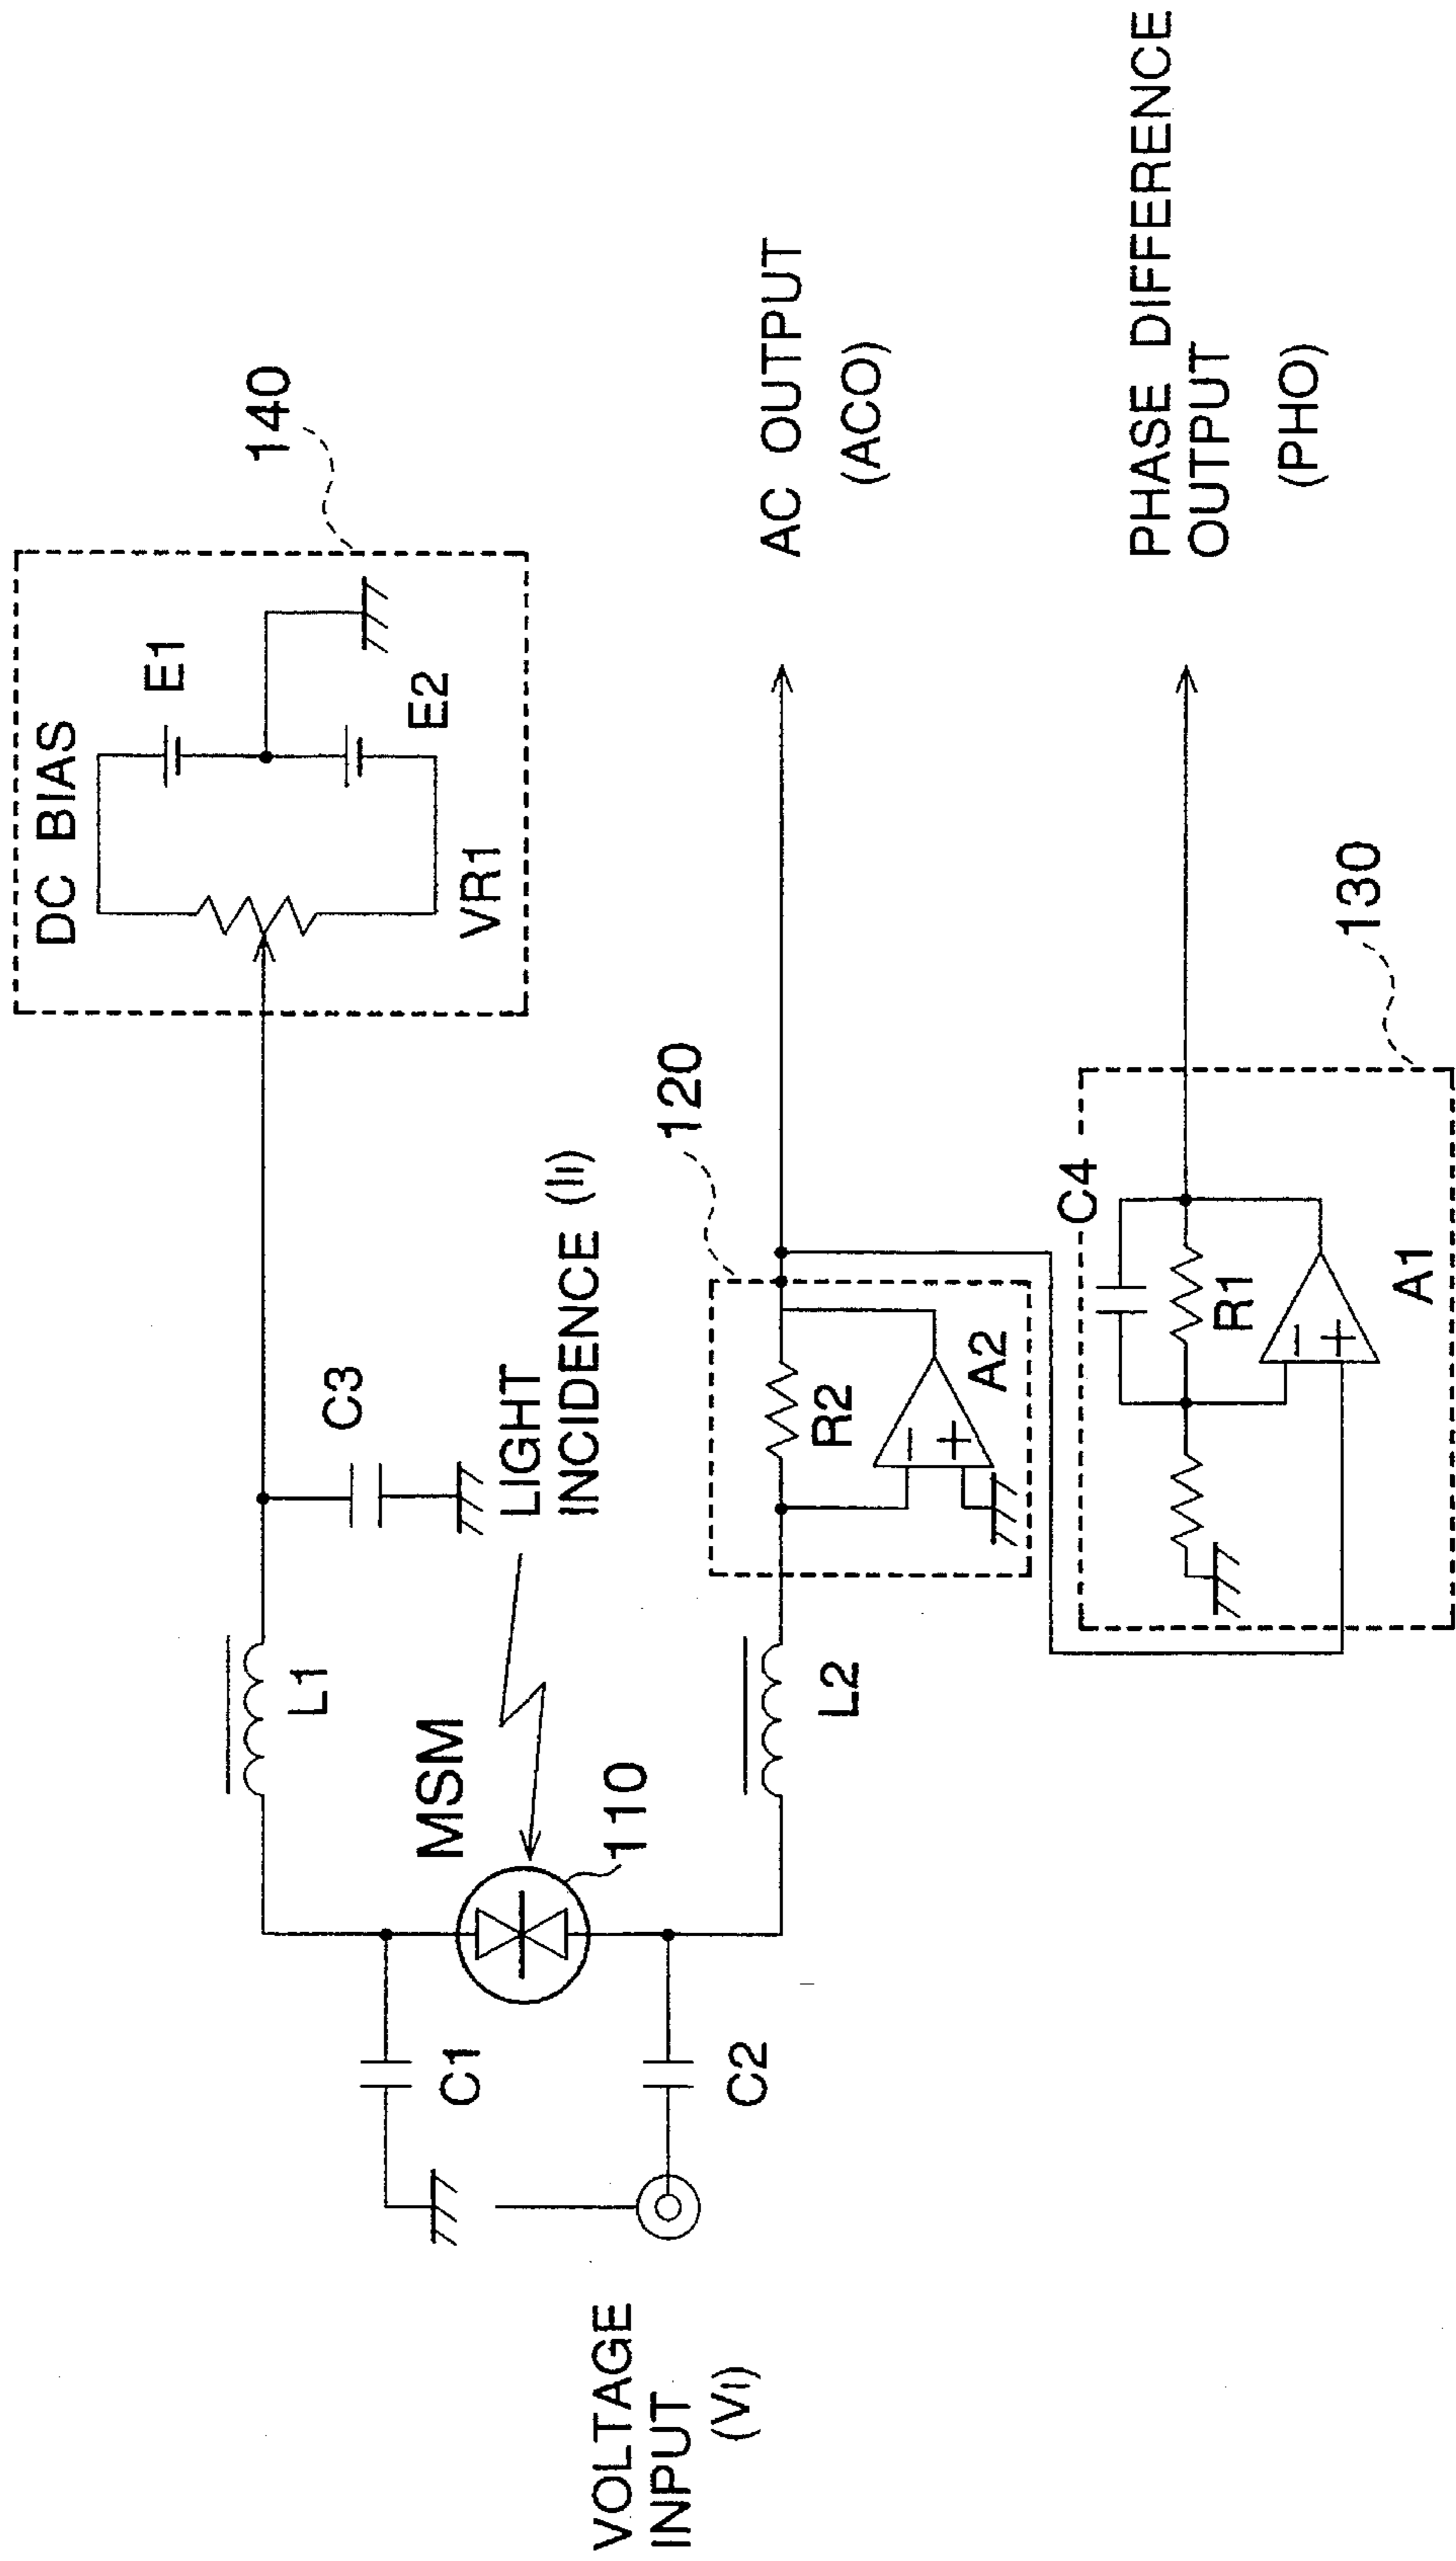 DC BIAS
E1
E2
VR1
140
L1
C3
LIGHT
INCIDENCE (II)
MSM
110
C1
C2
VOLTAGE
INPUT
(VI)
L2
120
R2
A2
AC OUTPUT
(ACO)
C4
R1
A1
130
PHASE DIFFERENCE
OUTPUT
(PHO)